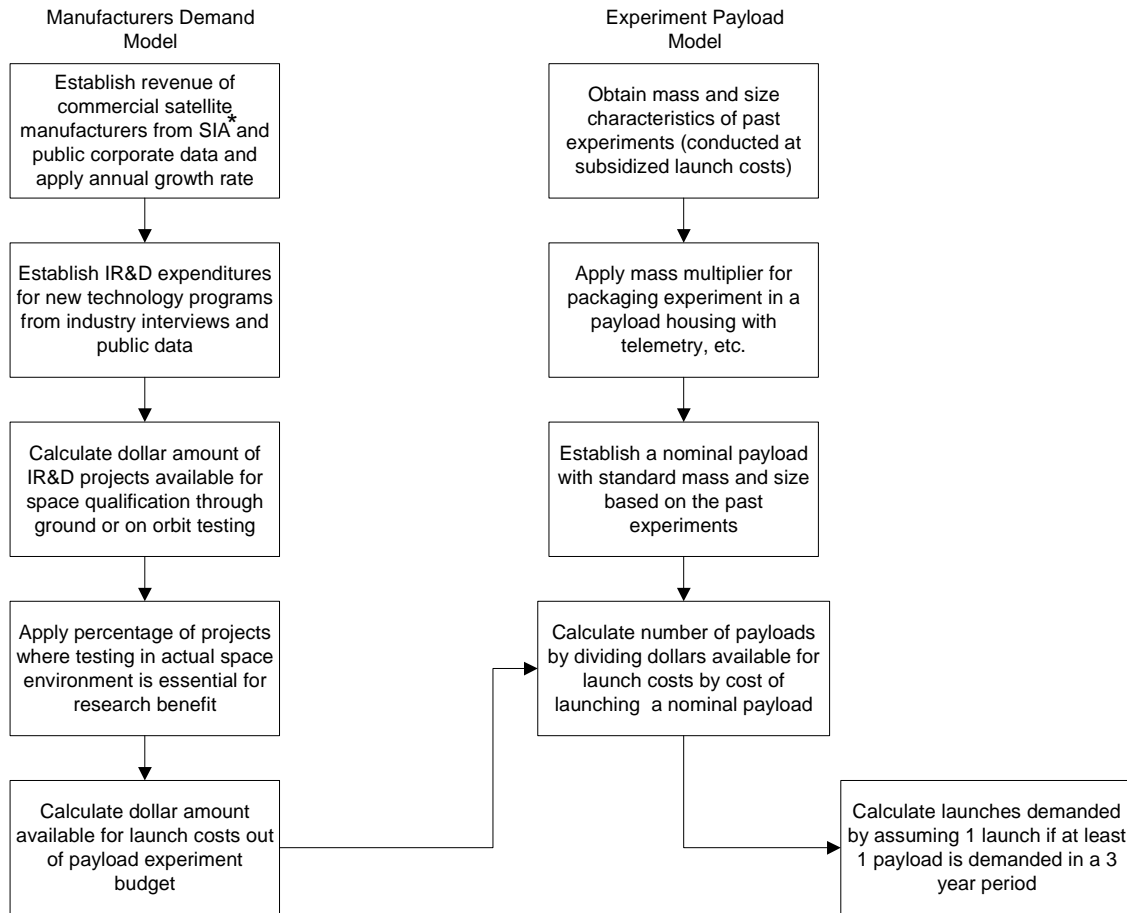 Manufacturers Demand
Model
Establish revenue of
commercial satellite
manufacturers from SIA* and
public corporate data and
apply annual growth rate
Establish IR&D expenditures
for new technology programs
from industry interviews and
public data
Calculate dollar amount of
IR&D projects available for
space qualification through
ground or on orbit testing
Apply percentage of projects
where testing in actual space
environment is essential for
research benefit
Calculate dollar amount
available for launch costs out
of payload experiment
budget
Experiment Payload
Model
Obtain mass and size
characteristics of past
experiments (conducted at
subsidized launch costs)
Apply mass multiplier for
packaging experiment in a
payload housing with
telemetry, etc.
Establish a nominal payload
with standard mass and size
based on the past
experiments
Calculate number of payloads
by dividing dollars available for
launch costs by cost of
launching a nominal payload
Calculate launches demanded
by assuming 1 launch if at least
1 payload is demanded in a 3
year period